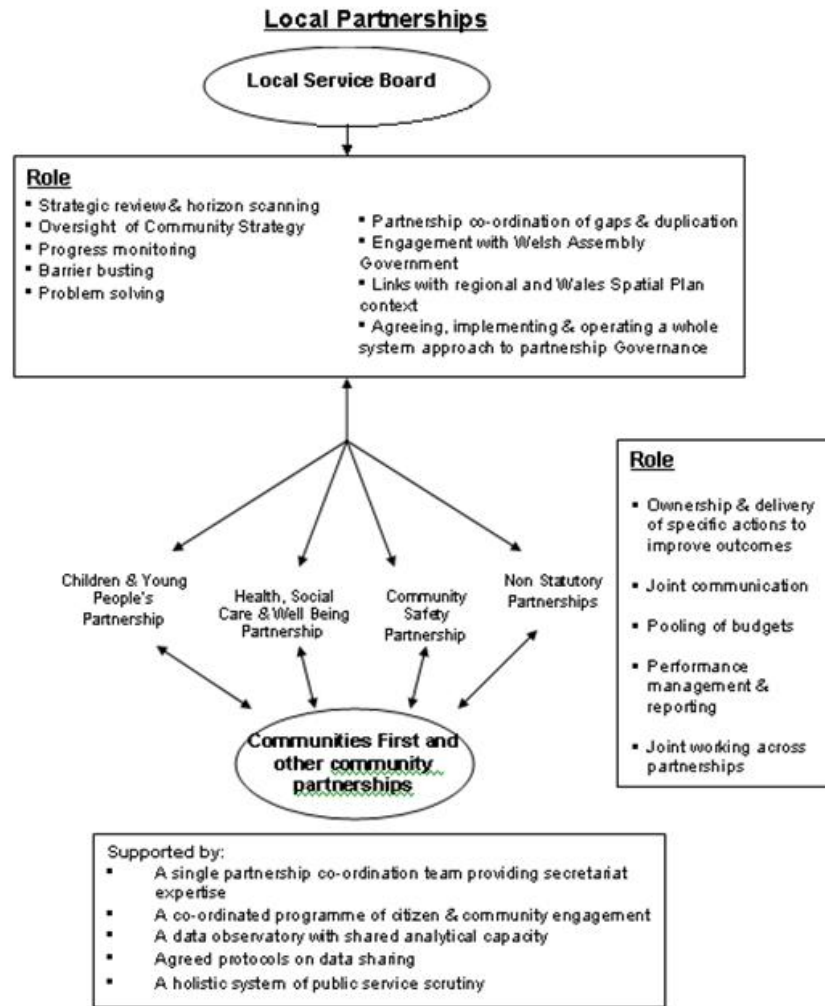 Local Partnerships
Local Service Board
Role
▪ Strategic review & horizon scanning
▪ Oversight of Community Strategy
▪ Progress monitoring
▪ Barrier busting
▪ Problem solving
▪ Partnership co-ordination of gaps & duplication
▪ Engagement with Welsh Assembly
Government
▪ Links with regional and Wales Spatial Plan
context
▪ Agreeing, implementing & operating a whole
system approach to partnership Governance
Children & Young
People's
Partnership
Health, Social
Care & Well Being
Partnership
Community
Safety
Partnership
Non Statutory
Partnerships
Communities First and
other community
partnerships
Role
▪ Ownership & delivery
of specific actions to
improve outcomes
▪ Joint communication
▪ Pooling of budgets
▪ Performance
management &
reporting
▪ Joint working across
partnerships
Supported by:
▪ A single partnership co-ordination team providing secretariat
expertise
▪ A co-ordinated programme of citizen & community engagement
▪ A data observatory with shared analytical capacity
▪ Agreed protocols on data sharing
▪ A holistic system of public service scrutiny